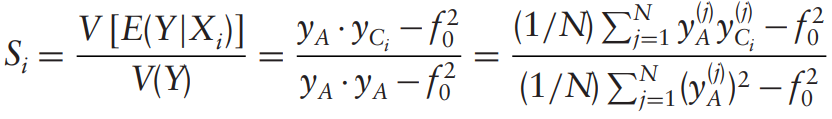 $S_i = \frac{V[E(Y|X_i)]}{V(Y)} = \frac{y_A \cdot y_{C_i} - f_0^2}{y_A \cdot y_A - f_0^2} = \frac{(1/N) \sum_{j=1}^{N} y_A^{(j)} y_{C_i}^{(j)} - f_0^2}{(1/N) \sum_{j=1}^{N} (y_A^{(j)})^2 - f_0^2}$